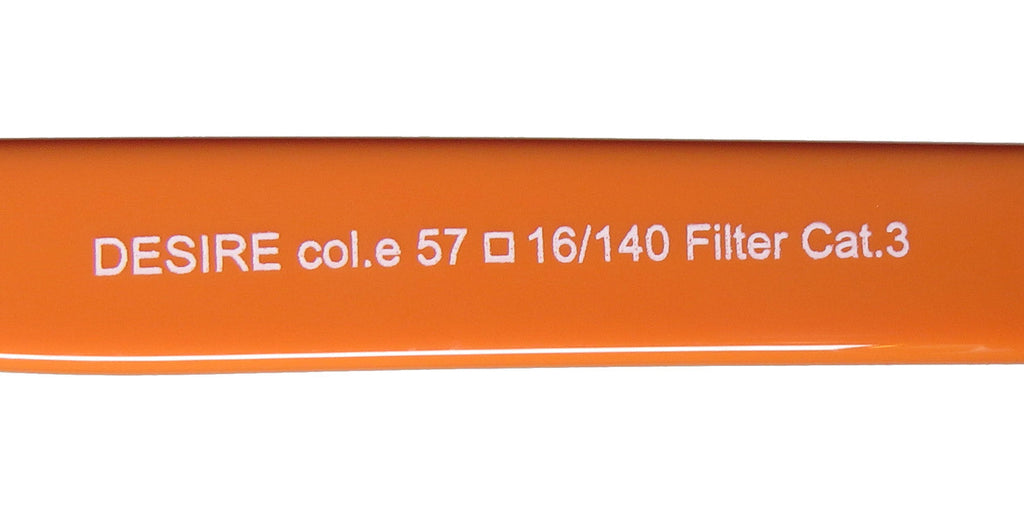 DESIRE col.e 57 □ 16/140 Filter Cat.3